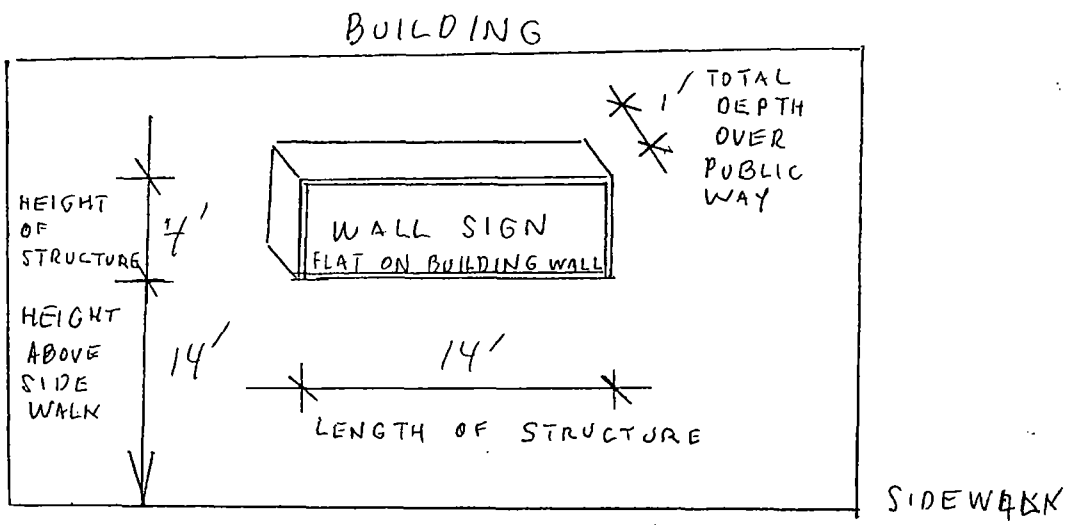 BUILDING
1' TOTAL
DEPTH
OVER
PUBLIC
WAY
HEIGHT
OF
STRUCTURE
4'
WALL SIGN
FLAT ON BUILDING WALL
HEIGHT
ABOVE
SIDE
WALK
14'
14'
LENGTH OF STRUCTURE
SIDEWALK